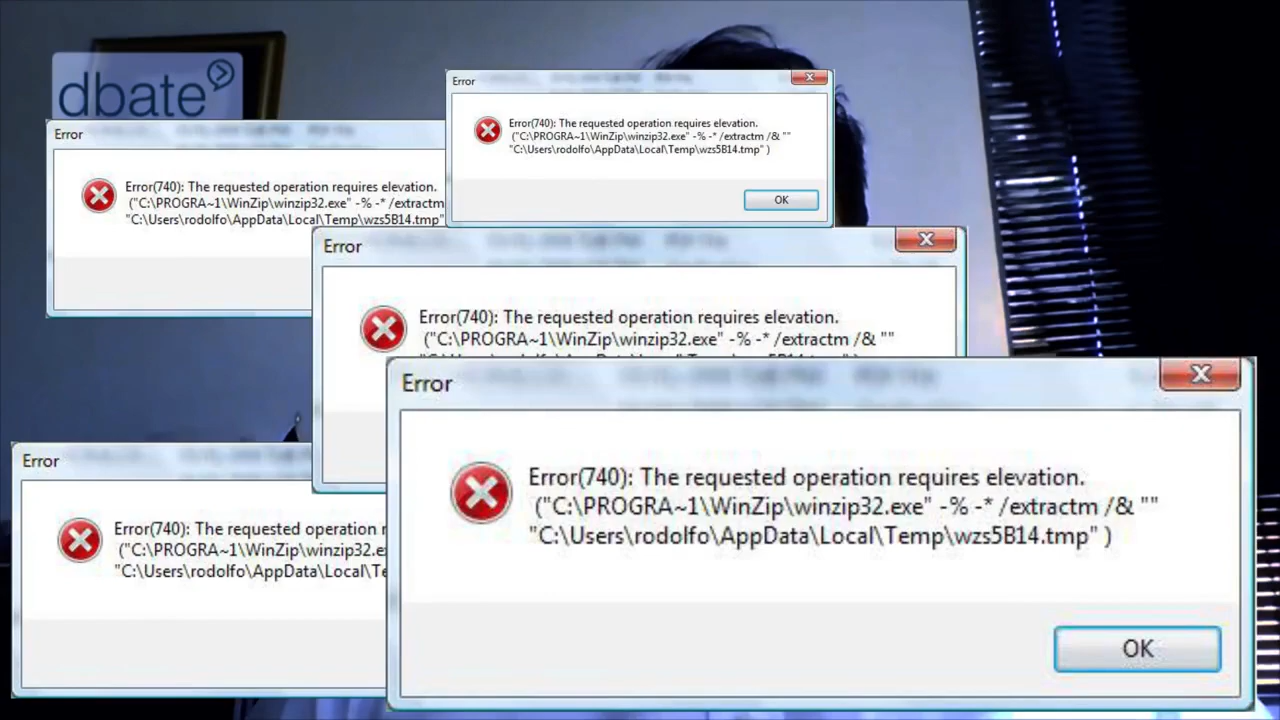 dbate
Error
Error(740): The requested operation requires elevation.
("C:\PROGRA~1\WinZip\winzip32.exe" -% -* /extractm /& ""
"C:\Users\rodolfo\AppData\Local\Temp\wzs5B14.tmp" )
OK
Error
Error(740): The requested operation requires elevation.
("C:\PROGRA~1\WinZip\winzip32.exe" -% -* /extractm
"C:\Users\rodolfo\AppData\Local\Temp\wzs5B14.tmp"
Error
Error(740): The requested operation requires elevation.
("C:\PROGRA~1\WinZip\winzip32.exe" -% -* /extractm /& ""
Error
Error(740): The requested operation requires elevation.
("C:\PROGRA~1\WinZip\winzip32.exe" -% -* /extractm /& ""
"C:\Users\rodolfo\AppData\Local\Temp\wzs5B14.tmp" )
OK
Error
Error(740): The requested operation
("C:\PROGRA~1\WinZip\winzip32.e
"C:\Users\rodolfo\AppData\Local\Te